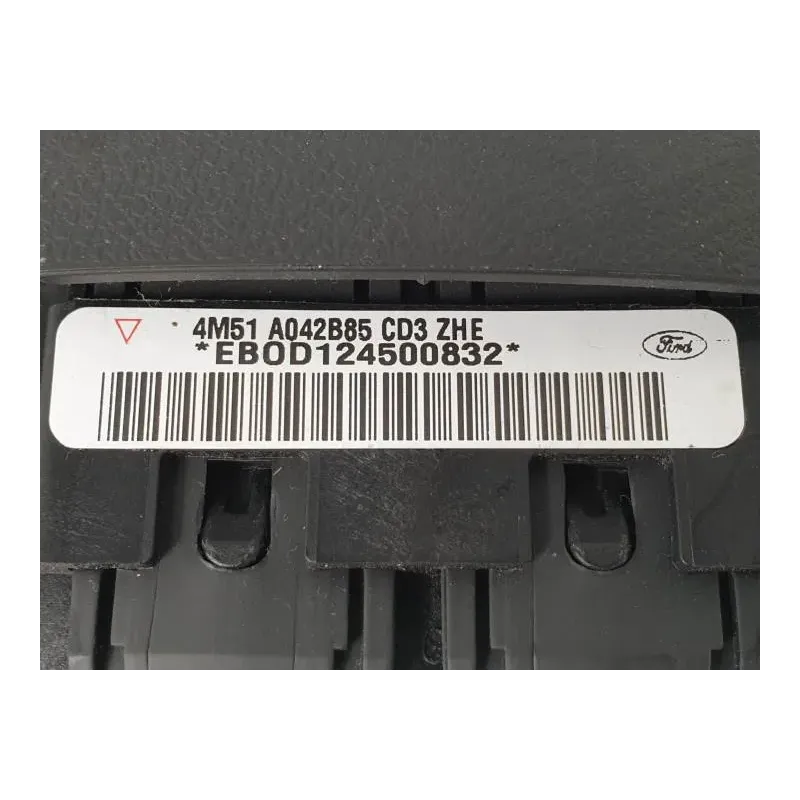 4M51 A042B85 CD3 ZHE
*EBOD124500832*
Ford